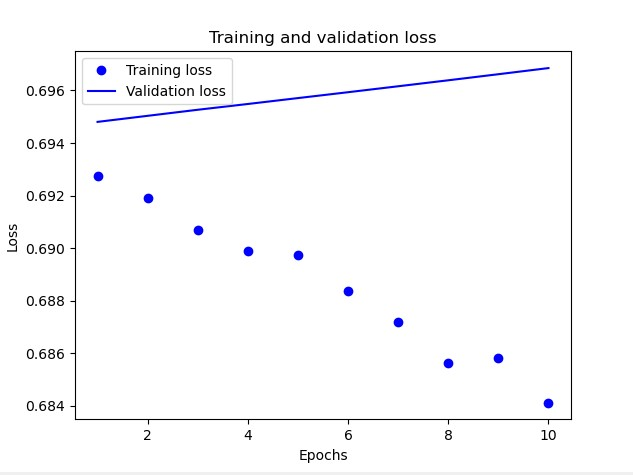 Training and validation loss
Training loss
Validation loss
0.696
0.694
0.692
0.690
0.688
0.686
0.684
Loss
2
4
6
8
10
Epochs